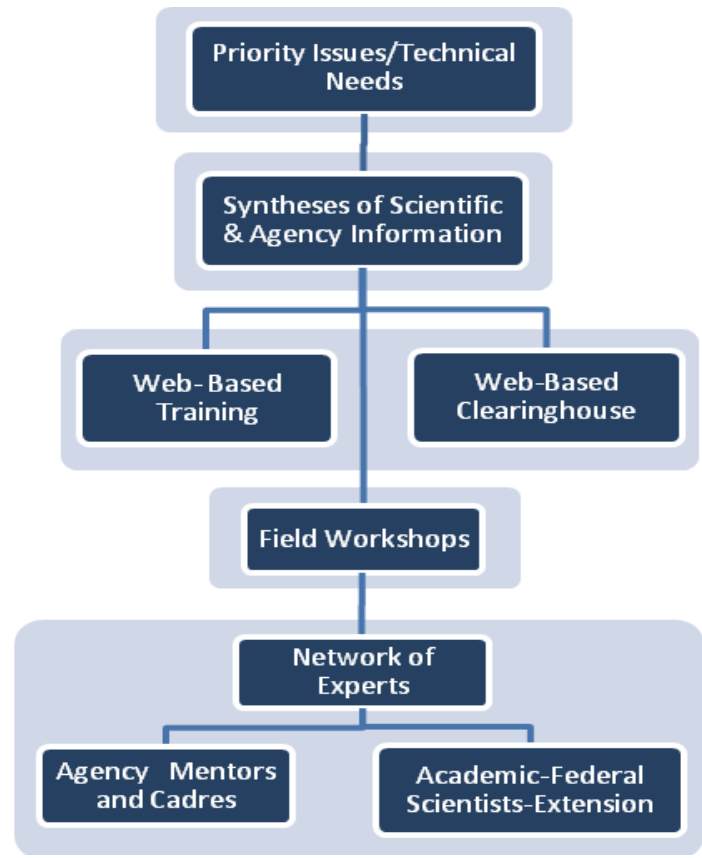 Priority Issues/Technical
Needs
Syntheses of Scientific
& Agency Information
Web- Based
Training
Web-Based
Clearinghouse
Field Workshops
Network of
Experts
Agency Mentors
and Cadres
Academic-Federal
Scientists-Extension